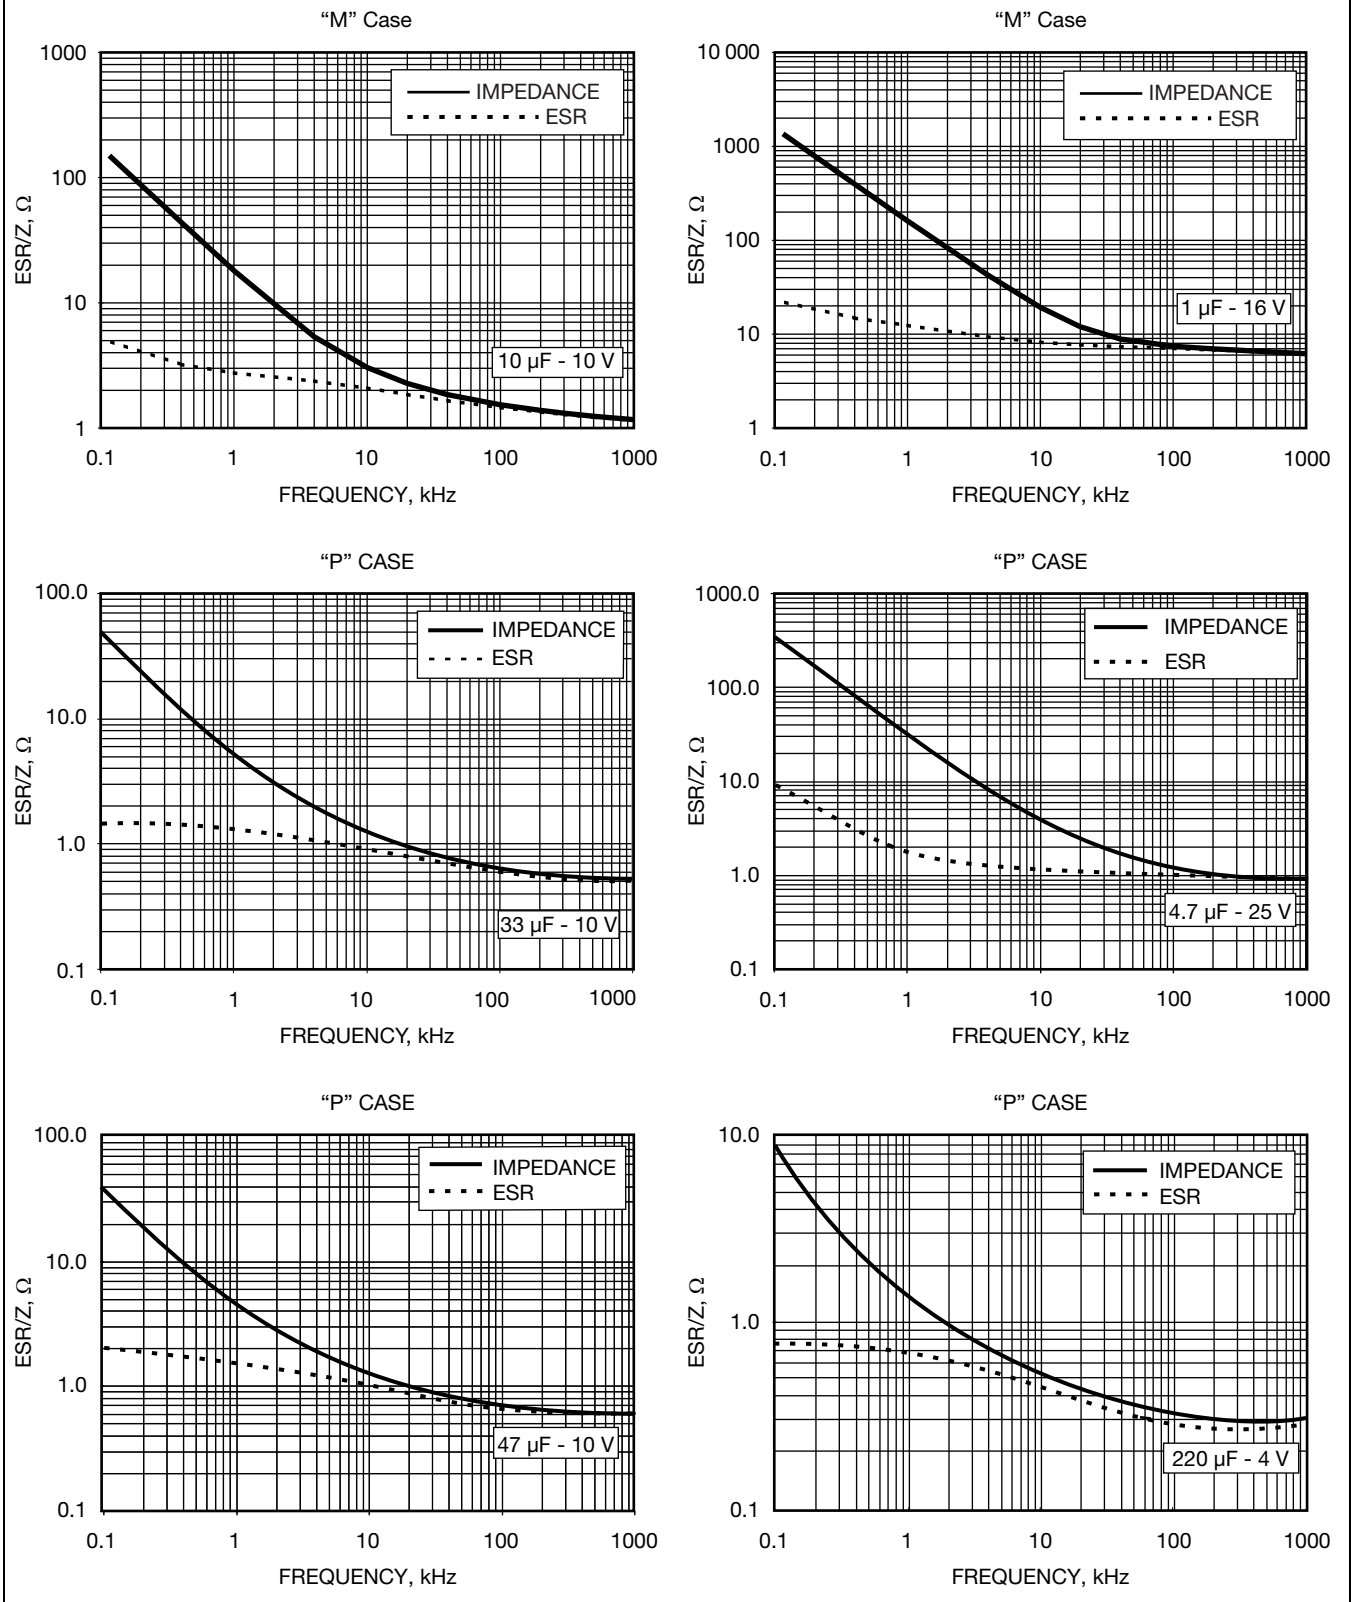 “M” Case
1000
100
10
1
ESR/Z, Ω
IMPEDANCE
ESR
10 µF - 10 V
0.1 1 10 100 1000
FREQUENCY, kHz
“M” Case
10 000
1000
100
10
1
ESR/Z, Ω
IMPEDANCE
ESR
1 µF - 16 V
0.1 1 10 100 1000
FREQUENCY, kHz
“P” CASE
100.0
10.0
1.0
0.1
ESR/Z, Ω
IMPEDANCE
ESR
33 µF - 10 V
0.1 1 10 100 1000
FREQUENCY, kHz
“P” CASE
1000.0
100.0
10.0
1.0
0.1
ESR/Z, Ω
IMPEDANCE
ESR
4.7 µF - 25 V
0.1 1 10 100 1000
FREQUENCY, kHz
“P” CASE
100.0
10.0
1.0
0.1
ESR/Z, Ω
IMPEDANCE
ESR
47 µF - 10 V
0.1 1 10 100 1000
FREQUENCY, kHz
“P” CASE
10.0
1.0
0.1
ESR/Z, Ω
IMPEDANCE
ESR
220 µF - 4 V
0.1 1 10 100 1000
FREQUENCY, kHz